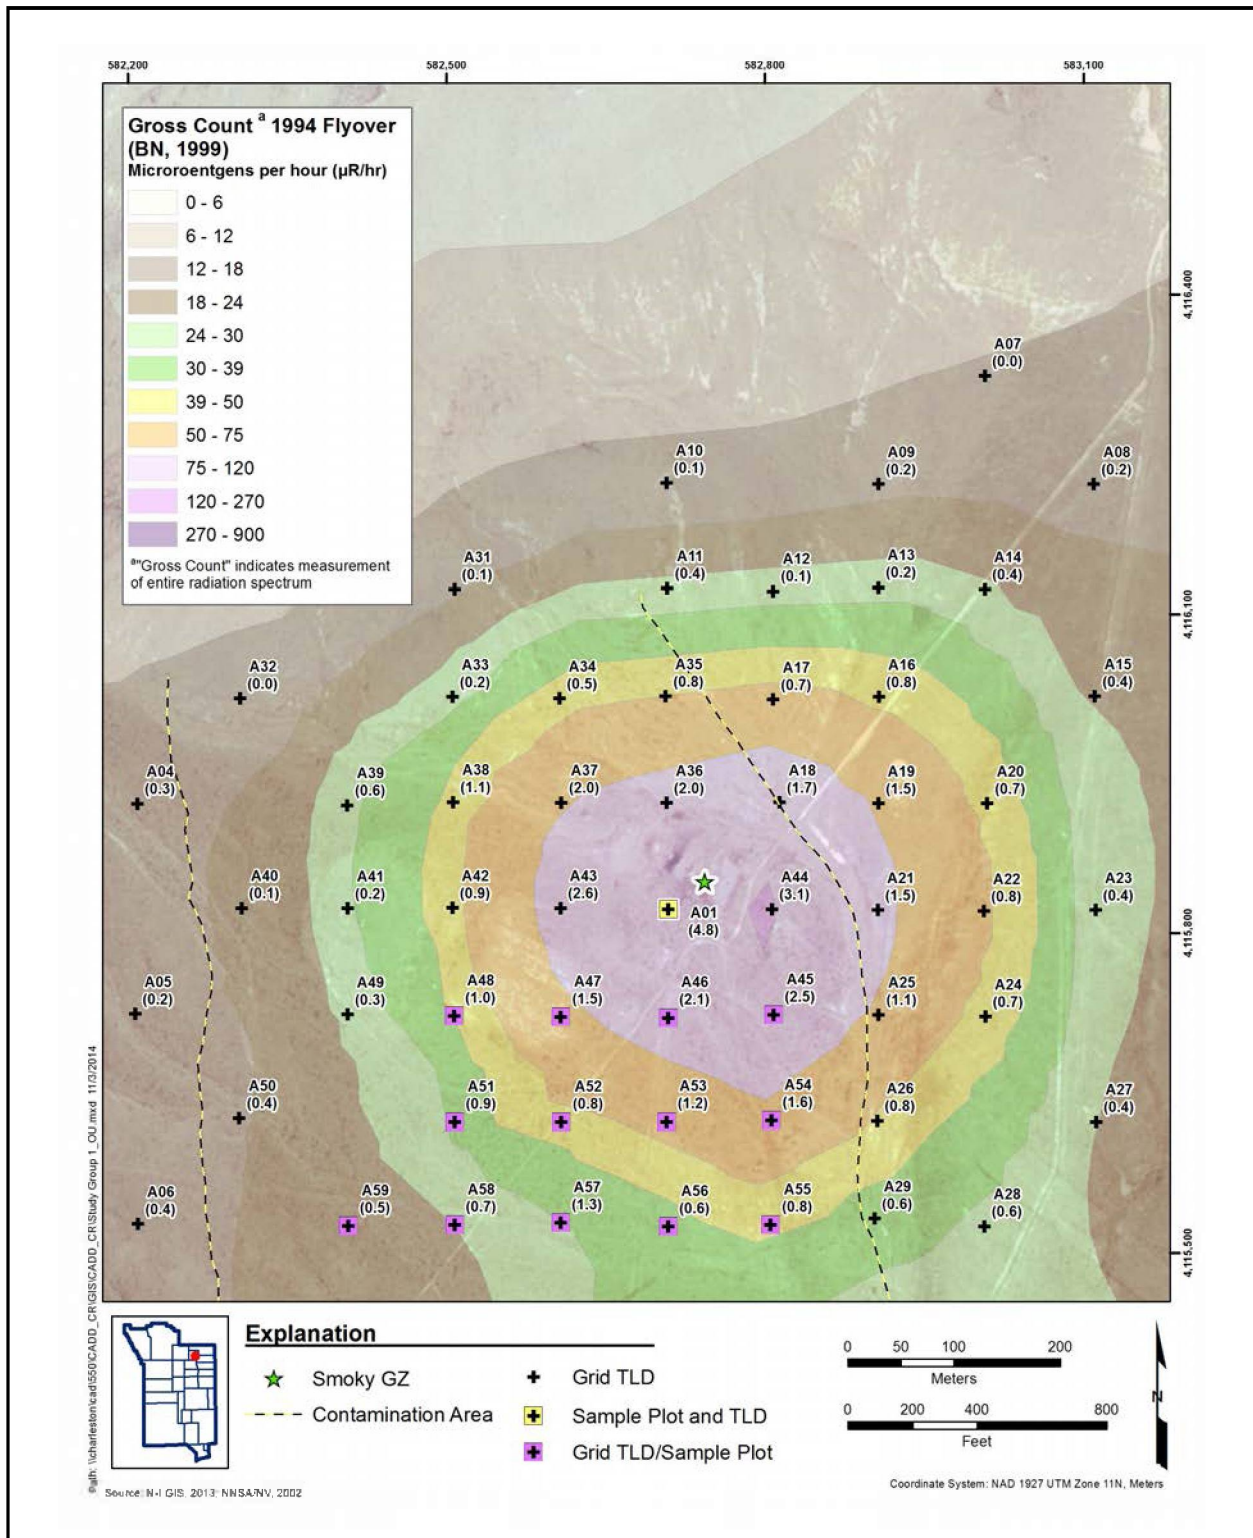 582,200
582,500
582,800
583,100
Gross Count ᵃ 1994 Flyover
(BN, 1999)
Microroentgens per hour (µR/hr)
0 - 6
6 - 12
12 - 18
18 - 24
24 - 30
30 - 39
39 - 50
50 - 75
75 - 120
120 - 270
270 - 900
ᵃ"Gross Count" indicates measurement
of entire radiation spectrum
4,116,400
4,116,100
4,115,800
4,115,500
A07
(0.0)
A10
(0.1)
A09
(0.2)
A08
(0.2)
A31
(0.1)
A11
(0.4)
A12
(0.1)
A13
(0.2)
A14
(0.4)
A32
(0.0)
A33
(0.2)
A34
(0.5)
A35
(0.8)
A17
(0.7)
A16
(0.8)
A15
(0.4)
A04
(0.3)
A39
(0.6)
A38
(1.1)
A37
(2.0)
A36
(2.0)
A18
(1.7)
A19
(1.5)
A20
(0.7)
A40
(0.1)
A41
(0.2)
A42
(0.9)
A43
(2.6)
A01
(4.8)
A44
(3.1)
A21
(1.5)
A22
(0.8)
A23
(0.4)
A05
(0.2)
A49
(0.3)
A48
(1.0)
A47
(1.5)
A46
(2.1)
A45
(2.5)
A25
(1.1)
A24
(0.7)
A50
(0.4)
A51
(0.9)
A52
(0.8)
A53
(1.2)
A54
(1.6)
A26
(0.8)
A27
(0.4)
A06
(0.4)
A59
(0.5)
A58
(0.7)
A57
(1.3)
A56
(0.6)
A55
(0.8)
A29
(0.6)
A28
(0.6)
\\charleston\cad\550\CADD_CR\GIS\CADD_CR\Study Group 1_OU.mxd 11/3/2014
Explanation
Smoky GZ
Contamination Area
Grid TLD
Sample Plot and TLD
Grid TLD/Sample Plot
0 50 100 200
Meters
0 200 400 800
Feet
N
Source: N-I GIS, 2013; NNSA/NV, 2002
Coordinate System: NAD 1927 UTM Zone 11N, Meters